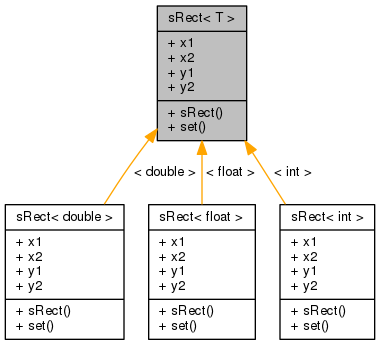 sRect< T >
+ x1
+ x2
+ y1
+ y2
+ sRect()
+ set()
< double >
< float >
< int >
sRect< double >
+ x1
+ x2
+ y1
+ y2
+ sRect()
+ set()
sRect< float >
+ x1
+ x2
+ y1
+ y2
+ sRect()
+ set()
sRect< int >
+ x1
+ x2
+ y1
+ y2
+ sRect()
+ set()